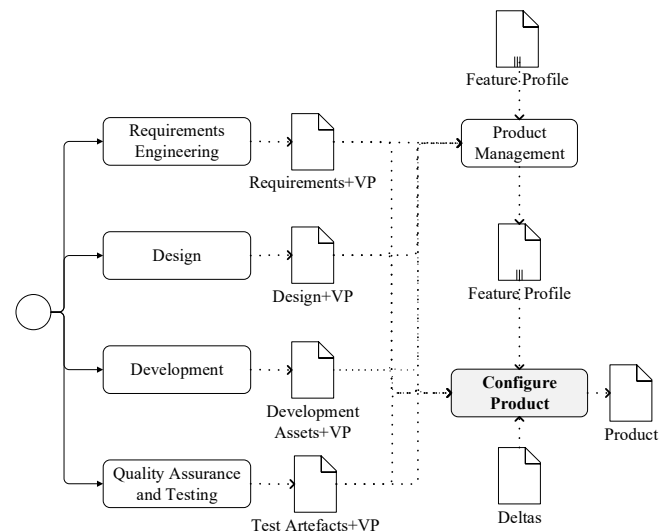 Feature Profile
Requirements
Engineering
Requirements+VP
Product
Management
Design
Design+VP
Feature Profile
Development
Development
Assets+VP
Configure
Product
Product
Quality Assurance
and Testing
Test Artefacts+VP
Deltas